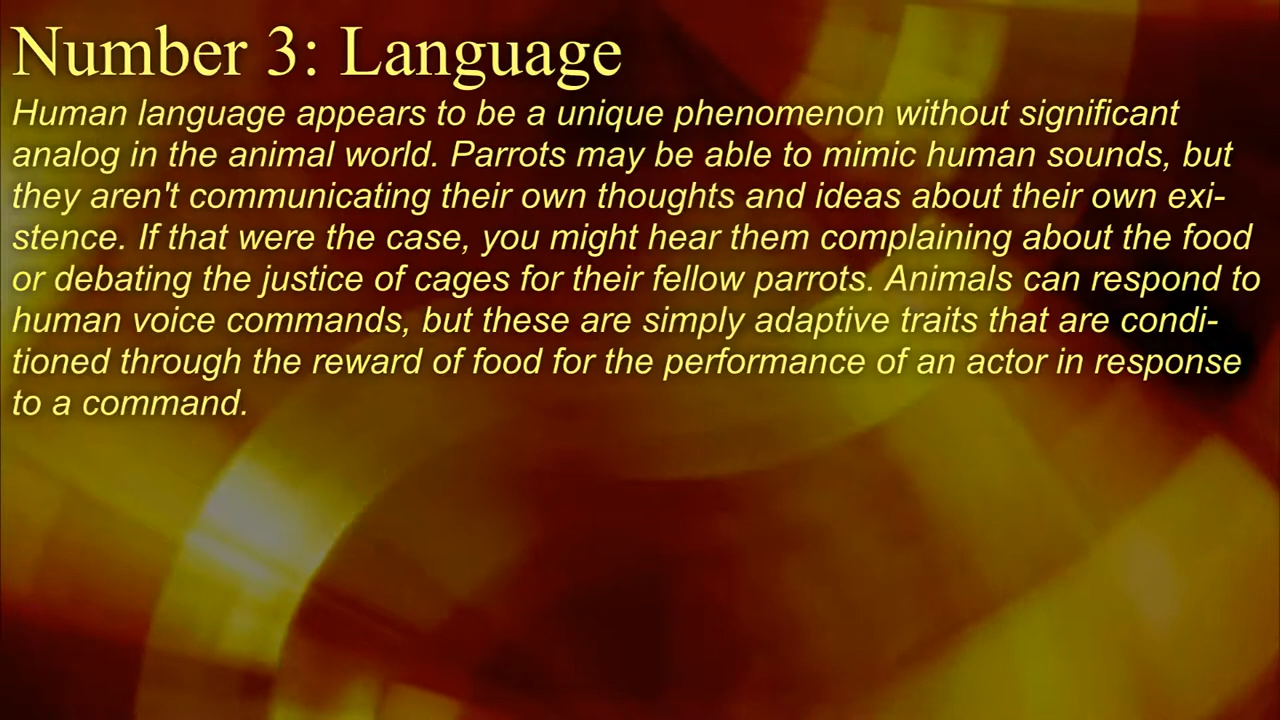 Number 3: Language
Human language appears to be a unique phenomenon without significant
analog in the animal world. Parrots may be able to mimic human sounds, but
they aren't communicating their own thoughts and ideas about their own exi-
stence. If that were the case, you might hear them complaining about the food
or debating the justice of cages for their fellow parrots. Animals can respond to
human voice commands, but these are simply adaptive traits that are condi-
tioned through the reward of food for the performance of an actor in response
to a command.